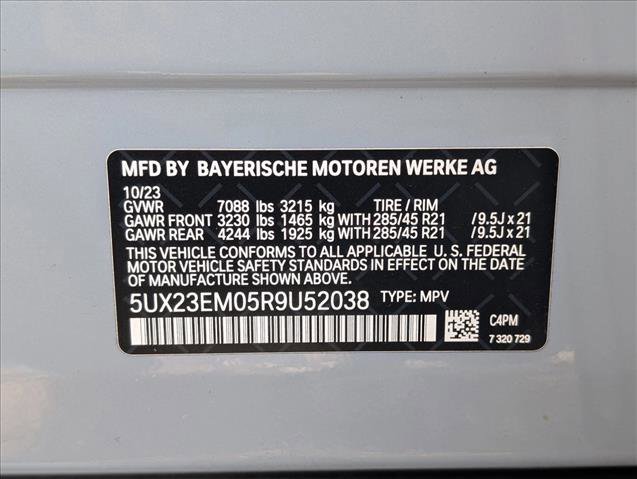 MFD BY BAYERISCHE MOTOREN WERKE AG
10/23
GVWR 7088 lbs 3215 kg TIRE / RIM
GAWR FRONT 3230 lbs 1465 kg WITH 285/45 R21 /9.5J x 21
GAWR REAR 4244 lbs 1925 kg WITH 285/45 R21 /9.5J x 21
THIS VEHICLE CONFORMS TO ALL APPLICABLE U.S. FEDERAL
MOTOR VEHICLE SAFETY STANDARDS IN EFFECT ON THE
DATE OF MANUFACTURE SHOWN ABOVE.
5UX23EM05R9U52038 TYPE: MPV
C4PM
7 320 729